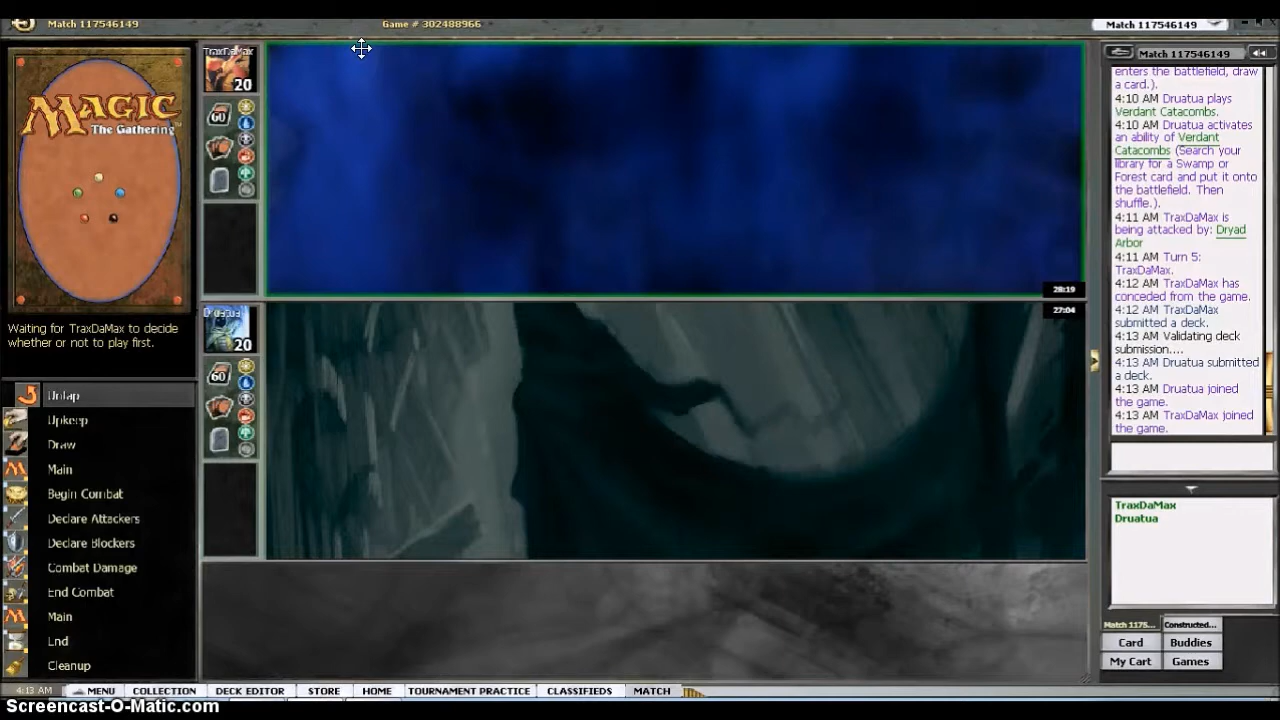 Match 117546149
Game # 302488966
Match 117546149
MAGIC
The Gathering
Waiting for TraxDaMax to decide
whether or not to play first.
Untap
Upkeep
Draw
Main
Begin Combat
Declare Attackers
Declare Blockers
Combat Damage
End Combat
Main
End
Cleanup
TraxDaMax
20
60
28:19
27:04
Druatua
20
60
Match 117546149
enters the battlefield, draw
a card.).
4:10 AM Druatua plays
Verdant Catacombs.
4:10 AM Druatua activates
an ability of Verdant
Catacombs (Search your
library for a Swamp or
Forest card and put it onto
the battlefield. Then
shuffle.).
4:11 AM TraxDaMax is
being attacked by: Dryad
Arbor
4:11 AM Turn 5:
TraxDaMax.
4:12 AM TraxDaMax has
conceded from the game.
4:12 AM TraxDaMax
submitted a deck.
4:13 AM Validating deck
submission....
4:13 AM Druatua submitted
a deck.
4:13 AM Druatua joined
the game.
4:13 AM TraxDaMax joined
the game.
TraxDaMax
Druatua
Match 1175... Constructed...
Card Buddies
My Cart Games
4:13 AM MENU COLLECTION DECK EDITOR STORE HOME TOURNAMENT PRACTICE CLASSIFIEDS MATCH
Screencast-O-Matic.com